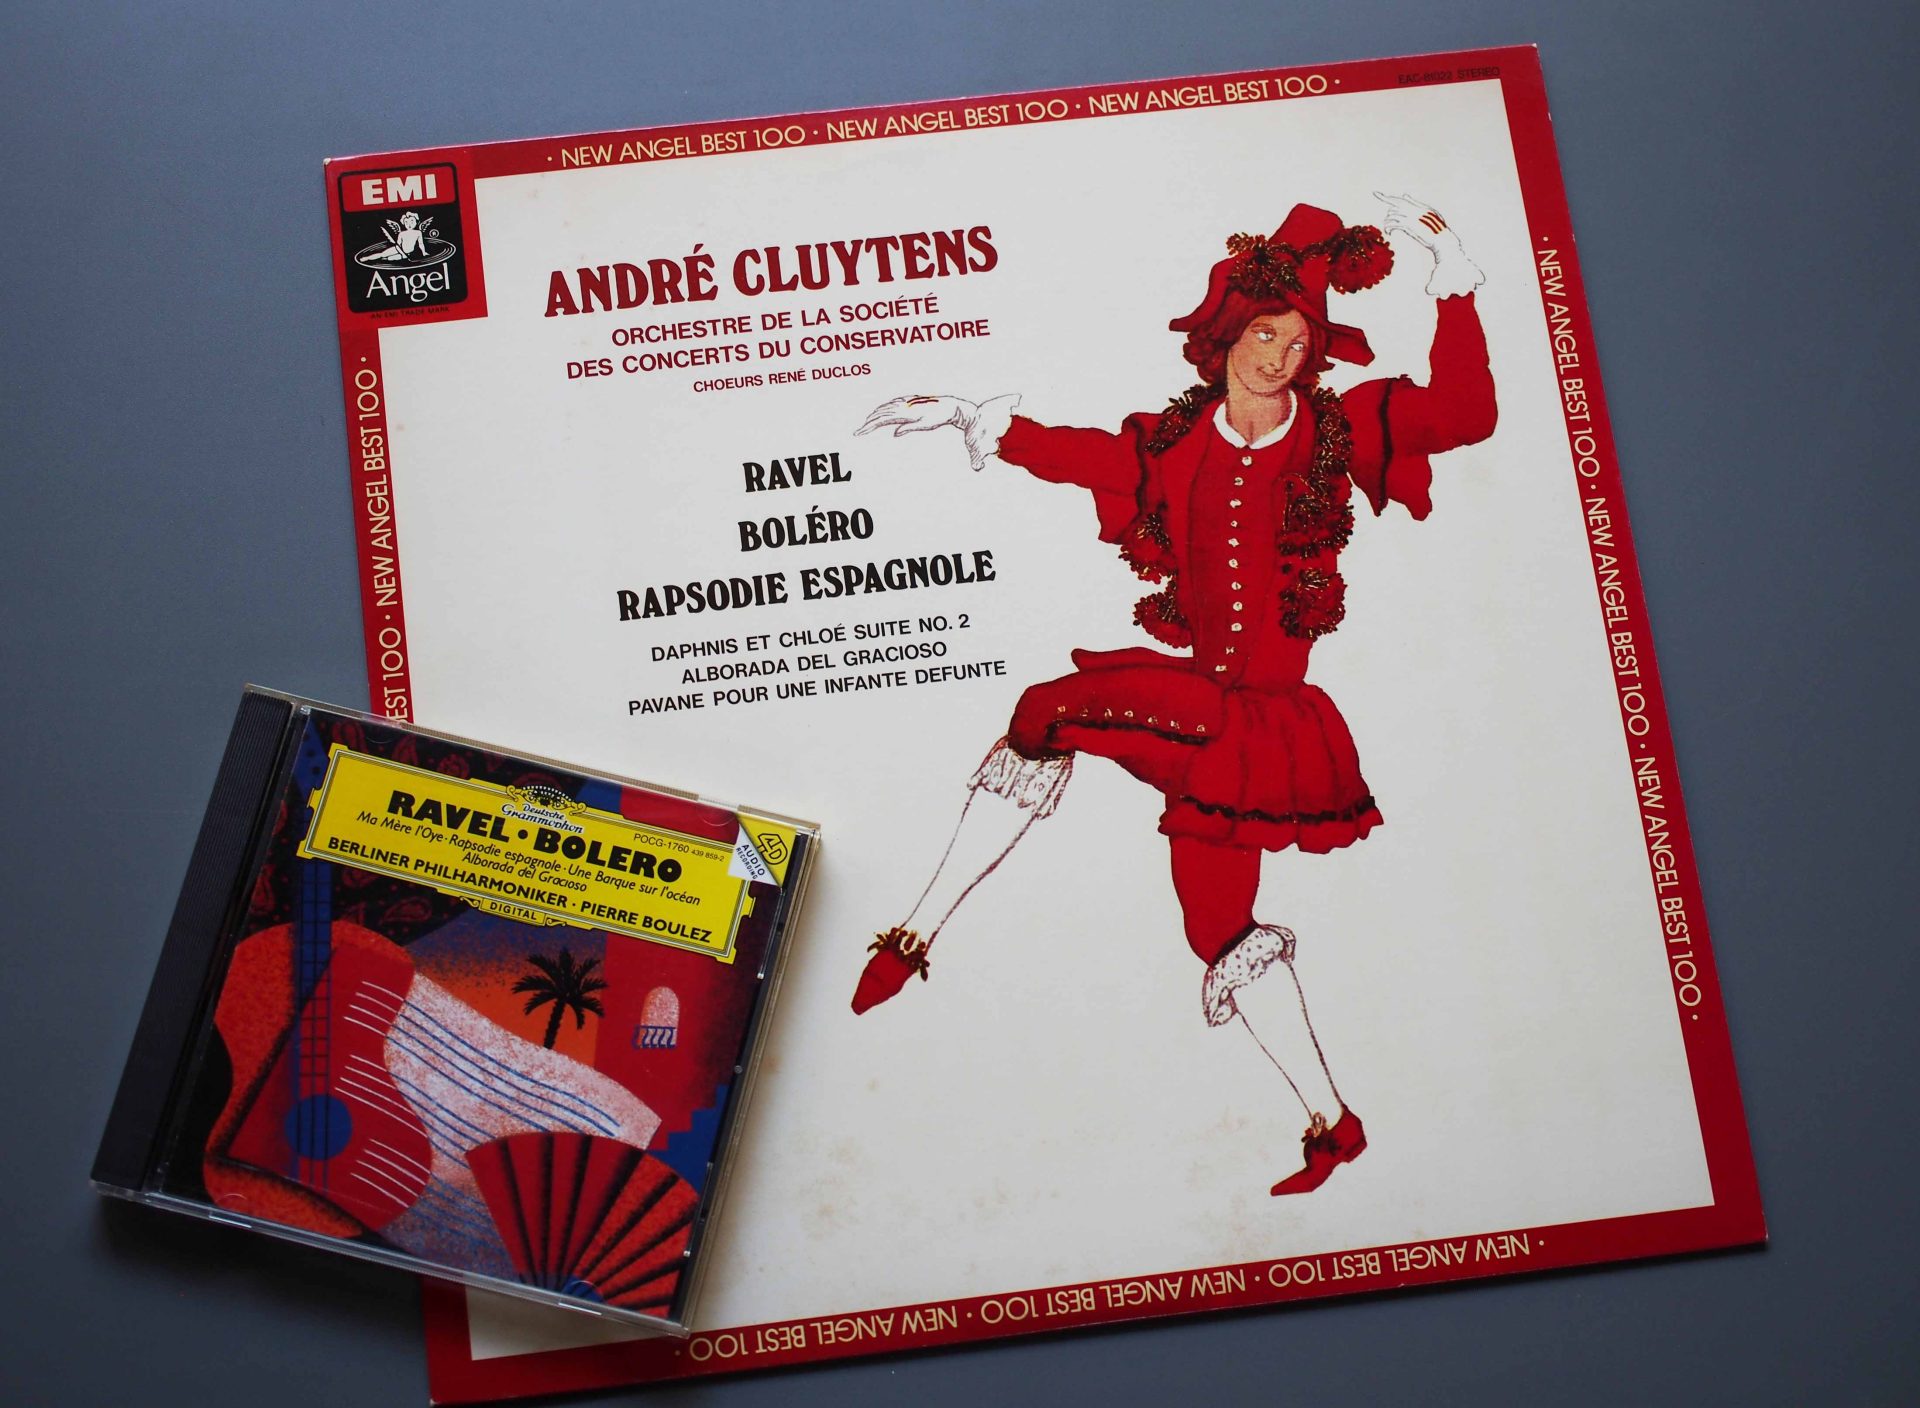 EAC-81022 STEREO
· NEW ANGEL BEST 100 · NEW ANGEL BEST 100 · NEW ANGEL BEST 100 ·
EMI
Angel
AN EMI TRADE MARK
ANDRÉ CLUYTENS
ORCHESTRE DE LA SOCIÉTÉ
DES CONCERTS DU CONSERVATOIRE
CHOEURS RENÉ DUCLOS
RAVEL
BOLÉRO
RAPSODIE ESPAGNOLE
DAPHNIS ET CHLOÉ SUITE NO. 2
ALBORADA DEL GRACIOSO
PAVANE POUR UNE INFANTE DEFUNTE
BEST 100 · NEW ANGEL BEST 100 ·
· NEW ANGEL BEST 100 · NEW ANGEL BEST 100 · NEW ANGEL BEST 100 ·
· NEW ANGEL BEST 100 · NEW ANGEL BEST 100 · NEW ANGEL BEST 100 ·
Deutsche
Grammophon
RAVEL · BOLERO
POCG-1760 439 859-2
Ma Mère l'Oye · Rapsodie espagnole · Une Barque sur l'océan
Alborada del Gracioso
BERLINER PHILHARMONIKER · PIERRE BOULEZ
DIGITAL
4D
AUDIO
RECORDING